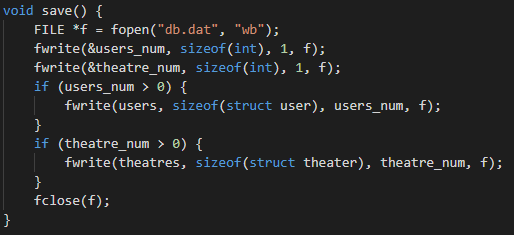 void save() {
    FILE *f = fopen("db.dat", "wb");
    fwrite(&users_num, sizeof(int), 1, f);
    fwrite(&theatre_num, sizeof(int), 1, f);
    if (users_num > 0) {
        fwrite(users, sizeof(struct user), users_num, f);
    }
    if (theatre_num > 0) {
        fwrite(theatres, sizeof(struct theater), theatre_num, f);
    }
    fclose(f);
}